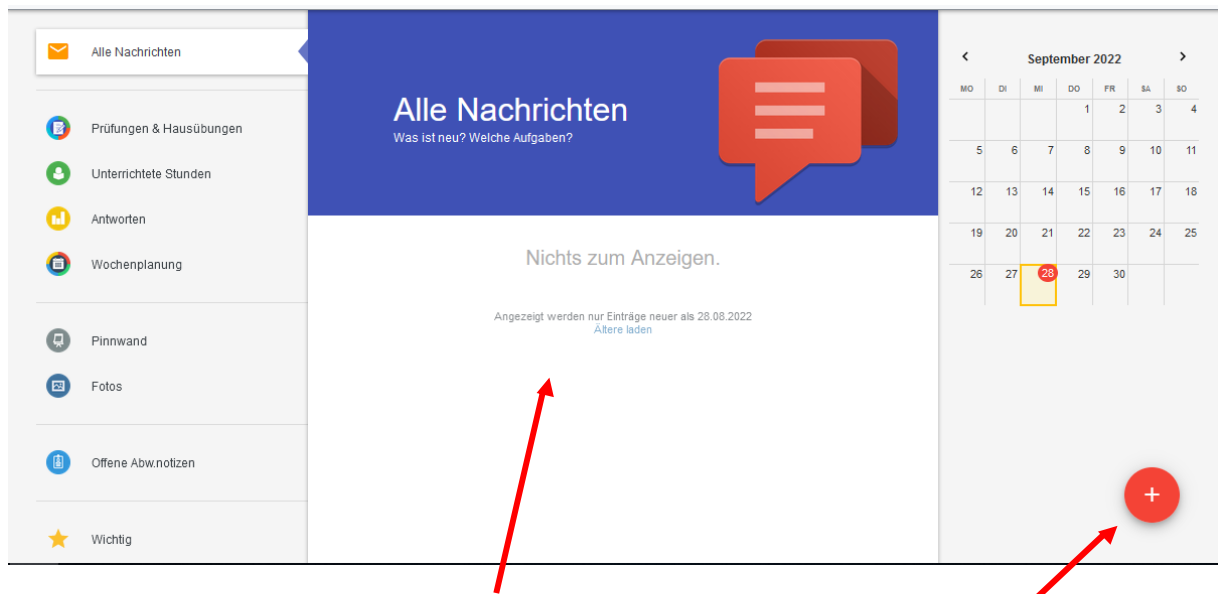 Alle Nachrichten
Prüfungen & Hausübungen
Unterrichtete Stunden
Antworten
Wochenplanung
Pinnwand
Fotos
Offene Abw.notizen
Wichtig
Alle Nachrichten
Was ist neu? Welche Aufgaben?
Nichts zum Anzeigen.
Angezeigt werden nur Einträge neuer als 28.08.2022
Ältere laden
< September 2022 >
MO DI MI DO FR SA SO
1 2 3 4
5 6 7 8 9 10 11
12 13 14 15 16 17 18
19 20 21 22 23 24 25
26 27 28 29 30
+